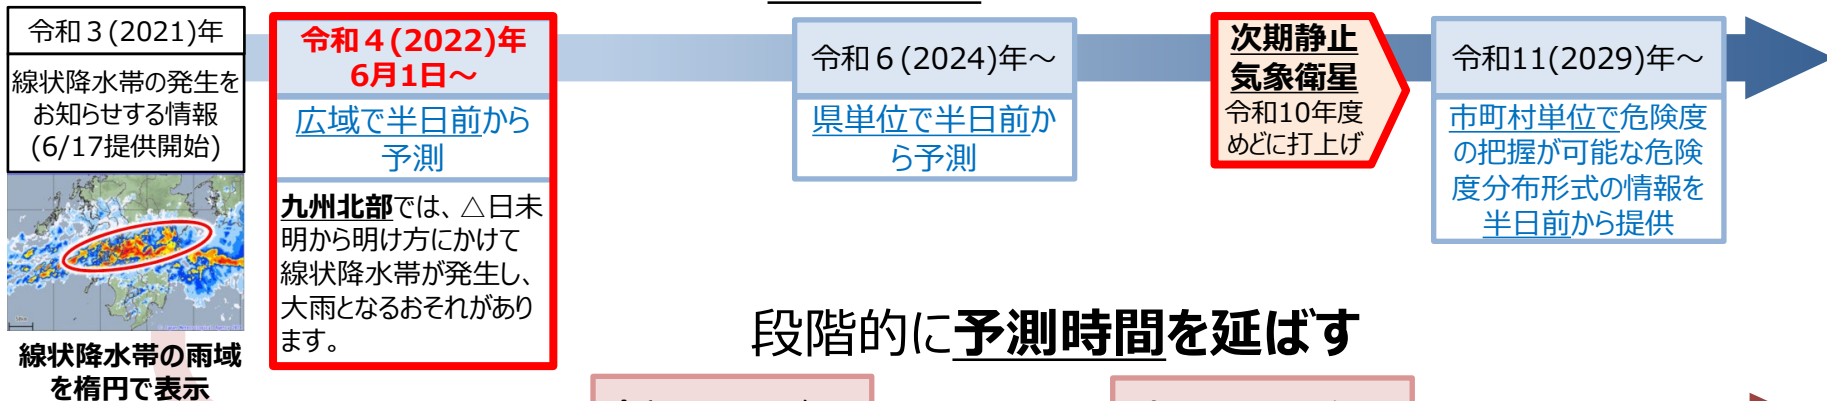 令和３(2021)年
線状降水帯の発生を
お知らせする情報
(6/17提供開始)
線状降水帯の雨域
を楕円で表示
令和４(2022)年
6月1日～
広域で半日前から
予測
九州北部では、△日未
明から明け方にかけて
線状降水帯が発生し、
大雨となるおそれがあり
ます。
令和６(2024)年～
県単位で半日前か
ら予測
次期静止
気象衛星
令和10年度
めどに打上げ
令和11(2029)年～
市町村単位で危険度
の把握が可能な危険
度分布形式の情報を
半日前から提供
段階的に予測時間を延ばす